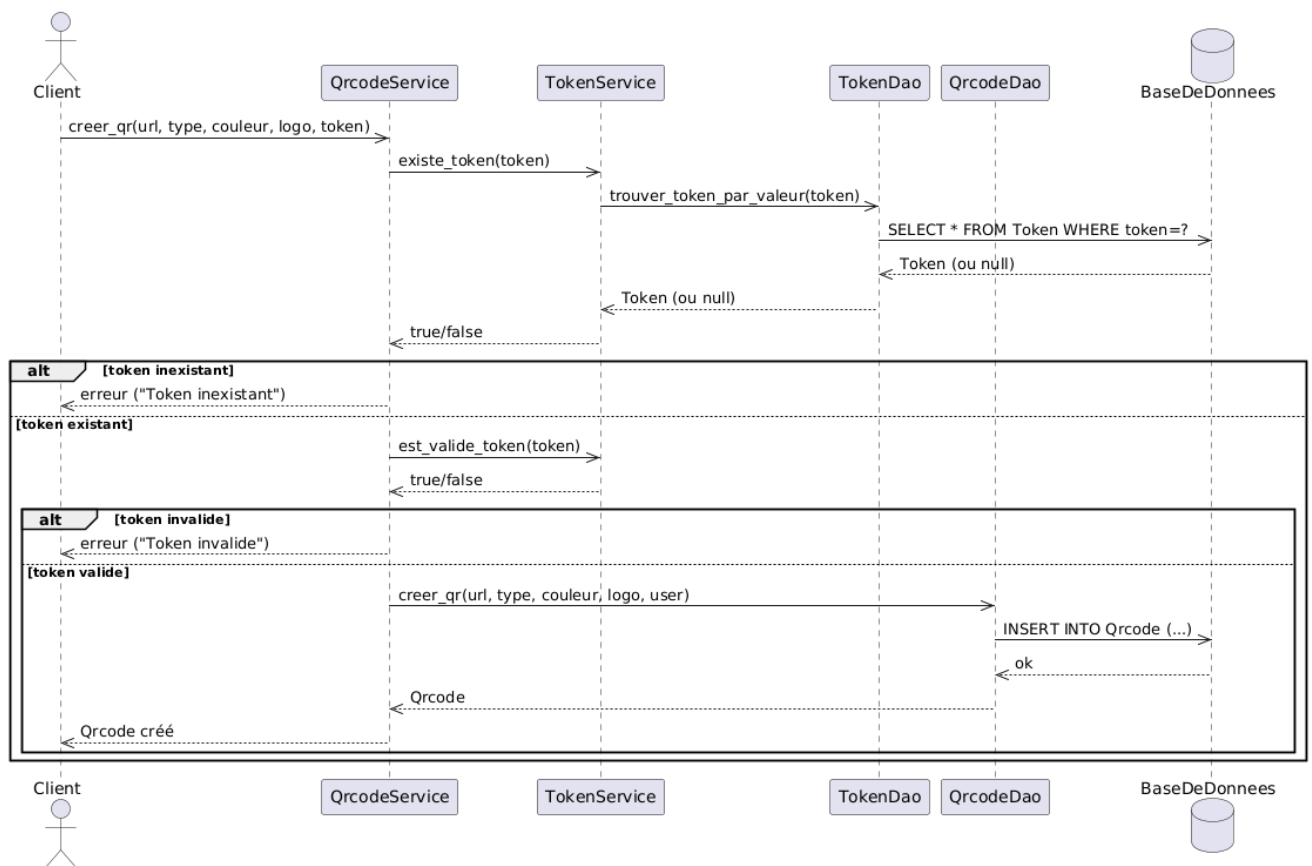 Client
QrcodeService
TokenService
TokenDao
QrcodeDao
BaseDeDonnees
creer_qr(url, type, couleur, logo, token)
existe_token(token)
trouver_token_par_valeur(token)
SELECT * FROM Token WHERE token=?
Token (ou null)
Token (ou null)
true/false
alt [token inexistant]
erreur ("Token inexistant")
[token existant]
est_valide_token(token)
true/false
alt [token invalide]
erreur ("Token invalide")
[token valide]
creer_qr(url, type, couleur, logo, user)
INSERT INTO Qrcode (...)
ok
Qrcode
Qrcode créé
Client
QrcodeService
TokenService
TokenDao
QrcodeDao
BaseDeDonnees